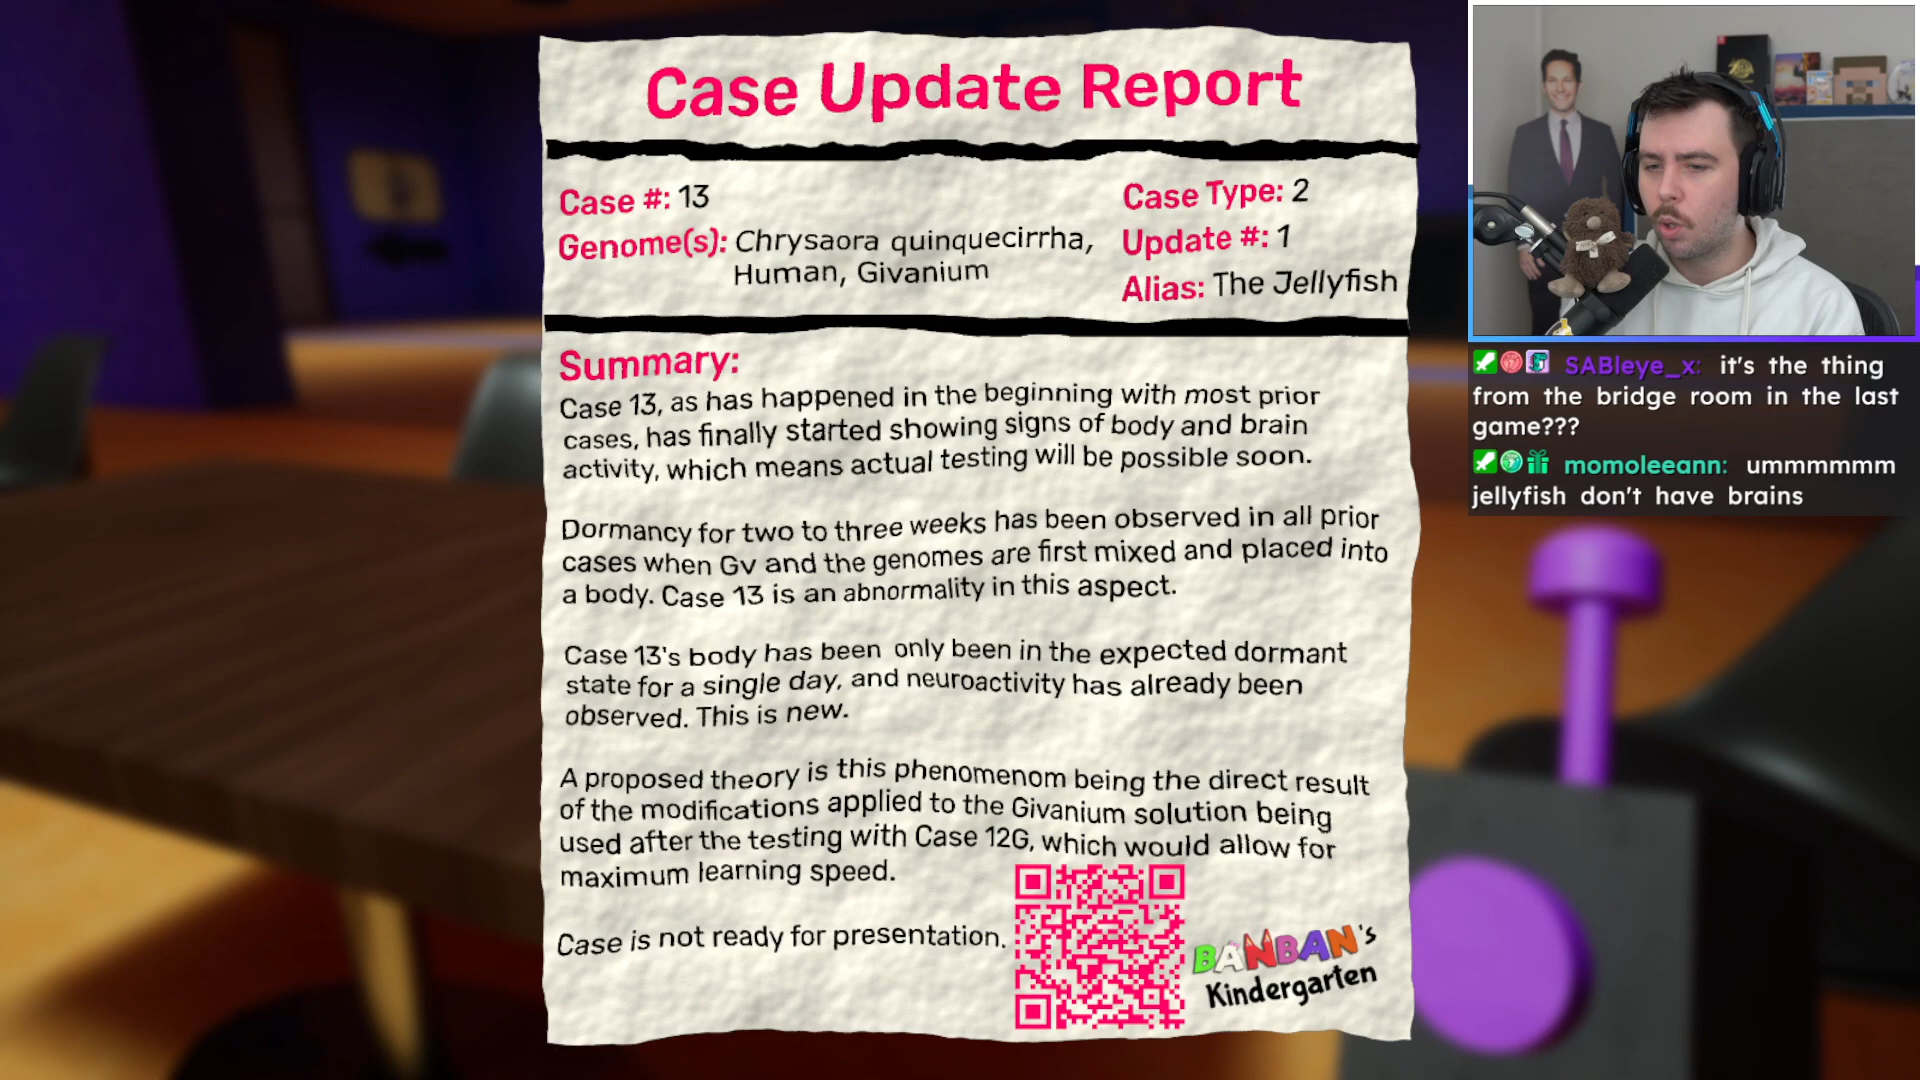 Case Update Report
Case #: 13
Genome(s): Chrysaora quinquecirrha,
Human, Givanium
Case Type: 2
Update #: 1
Alias: The Jellyfish
Summary:
Case 13, as has happened in the beginning with most prior
cases, has finally started showing signs of body and brain
activity, which means actual testing will be possible soon.
Dormancy for two to three weeks has been observed in all prior
cases when Gv and the genomes are first mixed and placed into
a body. Case 13 is an abnormality in this aspect.
Case 13's body has been only been in the expected dormant
state for a single day, and neuroactivity has already been
observed. This is new.
A proposed theory is this phenomenom being the direct result
of the modifications applied to the Givanium solution being
used after the testing with Case 12G, which would allow for
maximum learning speed.
Case is not ready for presentation.
BANBAN's
Kindergarten
SABleye_x: it's the thing
from the bridge room in the last
game???
momoleeann: ummmmmm
jellyfish don't have brains